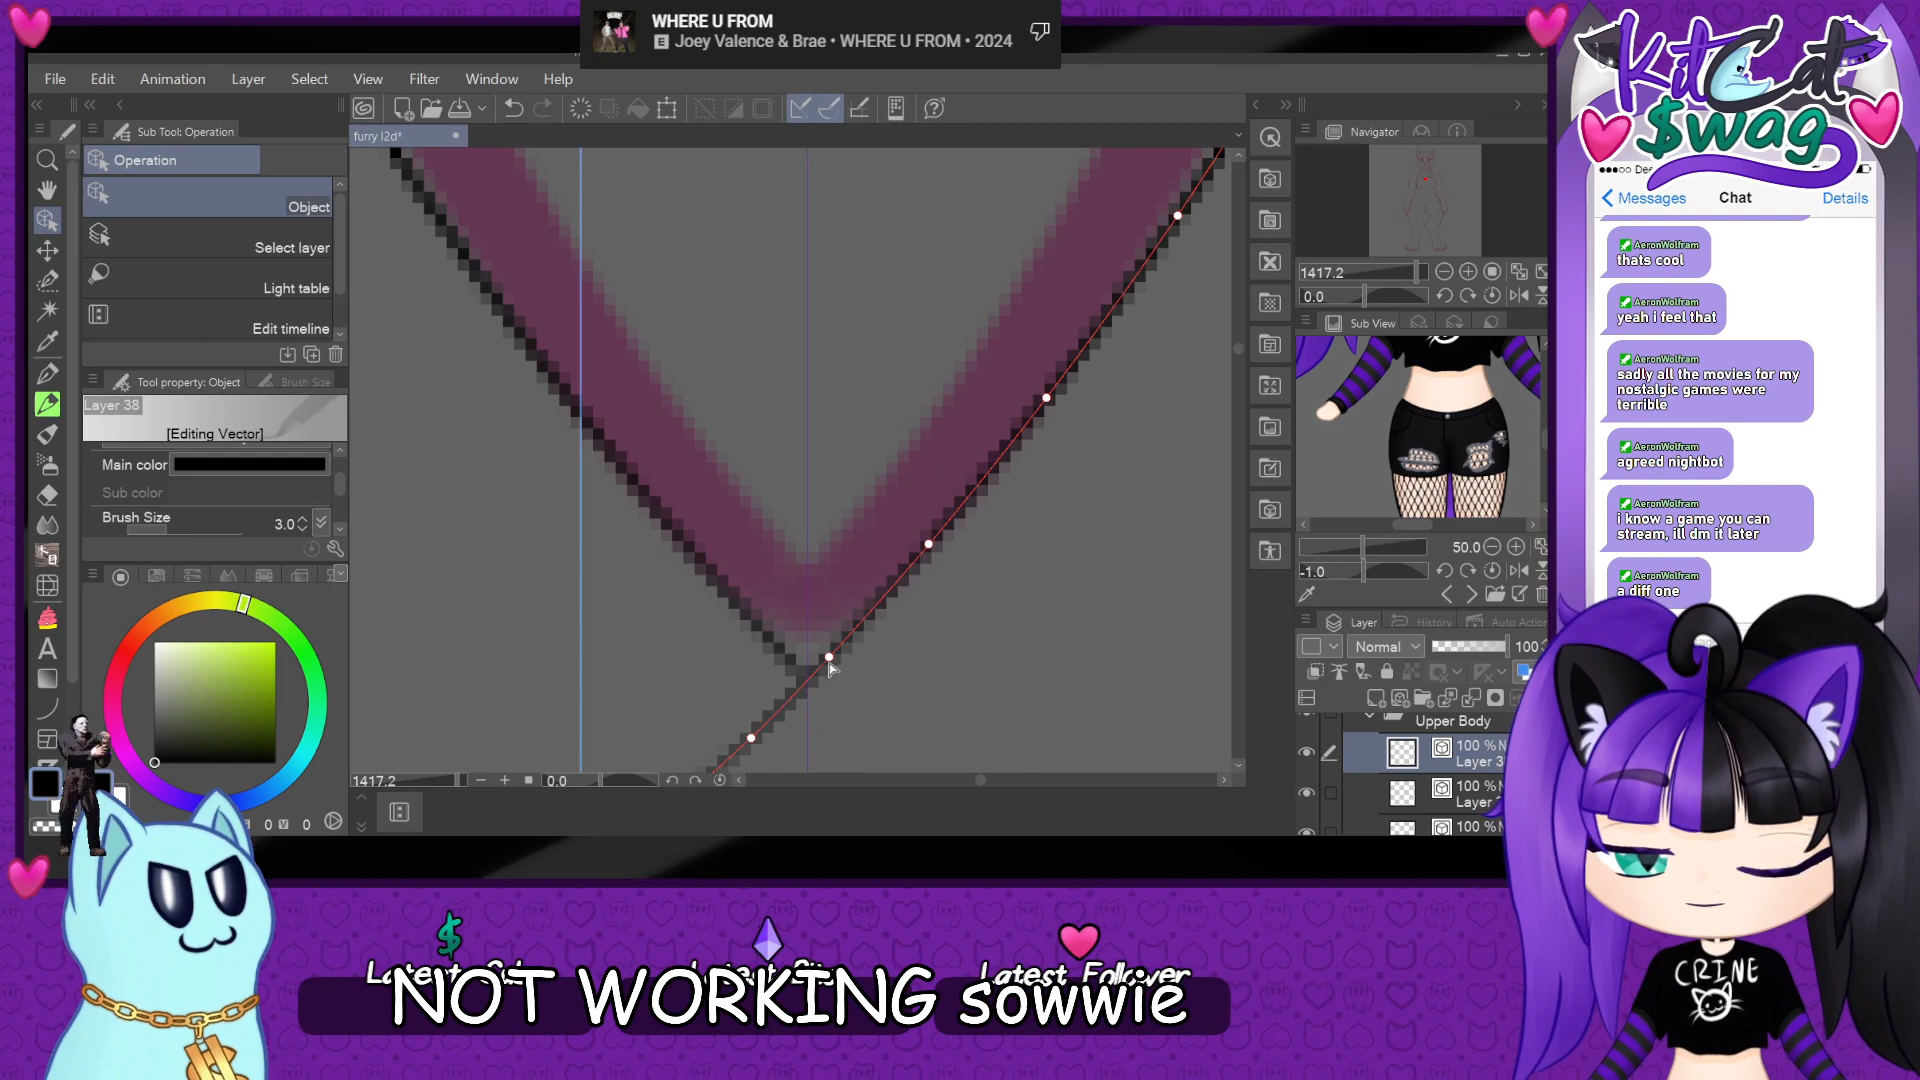 WHERE U FROM
E Joey Valence & Brae • WHERE U FROM • 2024
KitCat
$wag
File Edit Animation Layer Select View Filter Window Help
Sub Tool: Operation
furry l2d*
Navigator
Operation
Object
Select layer
Light table
Edit timeline
Tool property: Object
Brush Size
Layer 38
[Editing Vector]
Main color
Sub color
Brush Size 3.0
0 V 0
1417.2 0.0
1417.2
0.0
Sub View
50.0
-1.0
Layer History Auto Action
Normal 100
Upper Body
100 % N
Layer 3
100 % N
Layer
100 % N
Messages Chat Details
AeronWolfram
thats cool
AeronWolfram
yeah i feel that
AeronWolfram
sadly all the movies for my
nostalgic games were
terrible
AeronWolfram
agreed nightbot
AeronWolfram
i know a game you can
stream, ill dm it later
AeronWolfram
a diff one
CRINE
Latest Follower
NOT WORKING sowwie